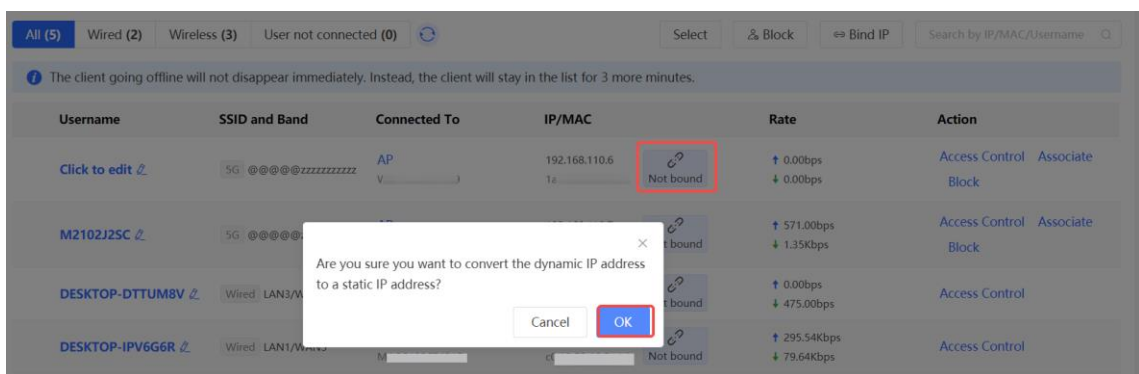 All (5) Wired (2) Wireless (3) User not connected (0) Select Block Bind IP Search by IP/MAC/Username
The client going offline will not disappear immediately. Instead, the client will stay in the list for 3 more minutes.
Username SSID and Band Connected To IP/MAC Rate Action
Click to edit 5G @@@@@zzzzzzzzzz AP 192.168.110.6 Not bound 0.00bps Access Control Associate
0.00bps Block
M2102J2SC 5G @@@@@ bound 571.00bps Access Control Associate
1.35Kbps Block
Are you sure you want to convert the dynamic IP address
to a static IP address?
Cancel OK
DESKTOP-DTTUM8V Wired bound 0.00bps Access Control
475.00bps
DESKTOP-IPV6G6R Wired Not bound 295.54Kbps Access Control
79.64Kbps